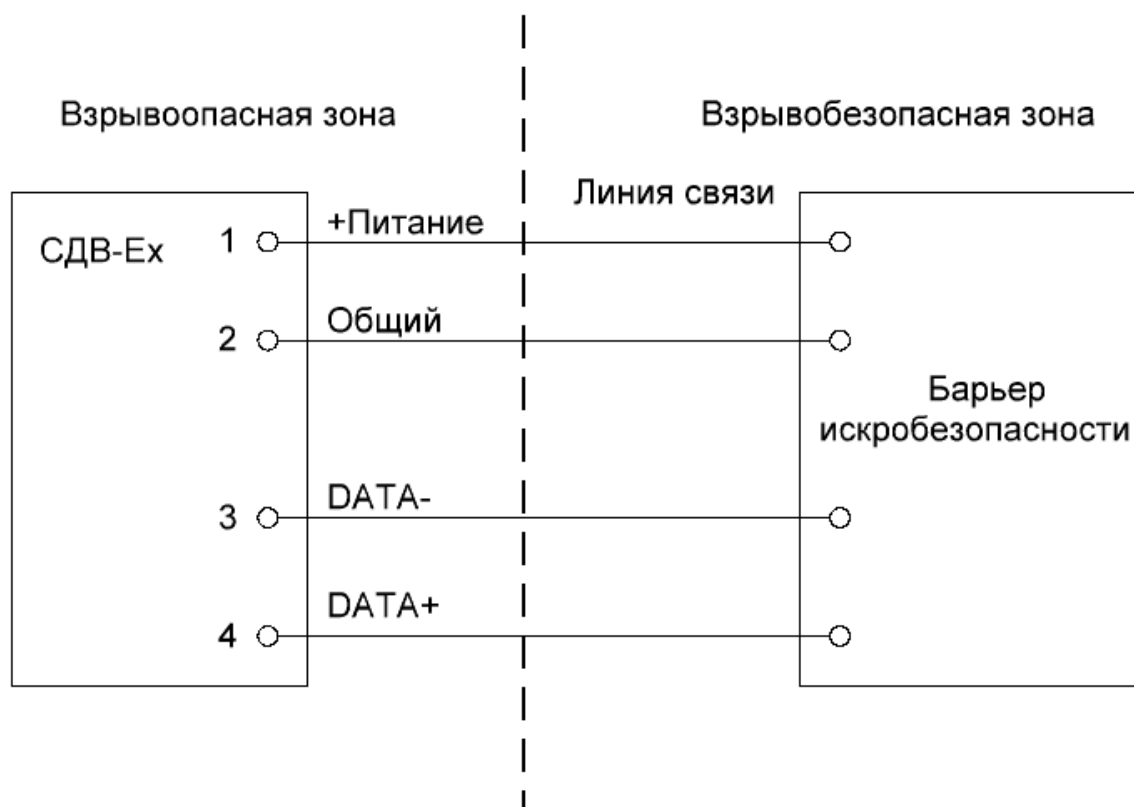 Взрывоопасная зона
Взрывобезопасная зона
Линия связи
СДВ-Ex
1
+Питание
2
Общий
3
DATA-
4
DATA+
Барьер
искробезопасности